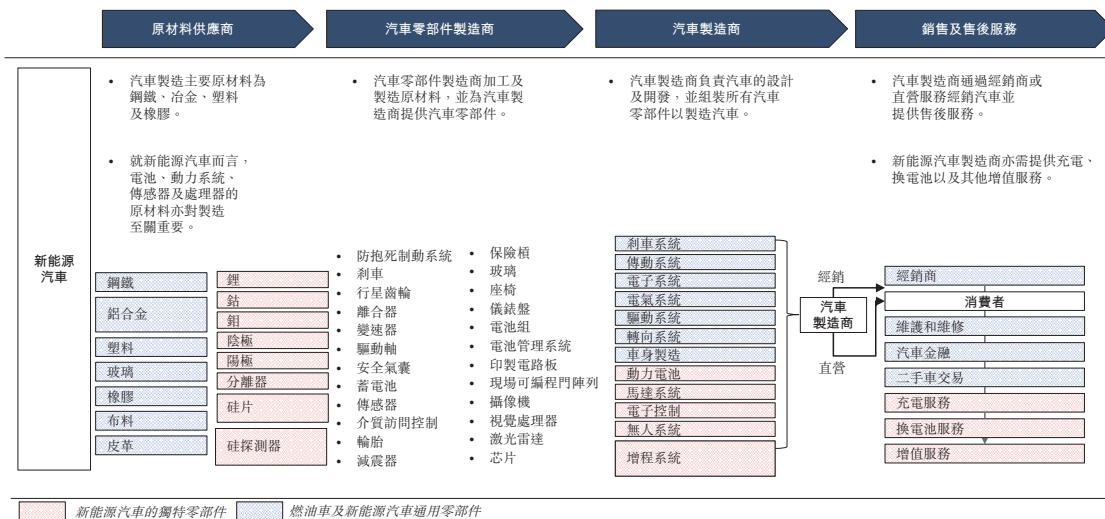 原材料供應商
汽車零部件製造商
汽車製造商
銷售及售後服務
新能源
汽車
• 汽車製造主要原材料為
鋼鐵、冶金、塑料
及橡膠。
• 就新能源汽車而言，
電池、動力系統、
傳感器及處理器的
原材料亦對製造
至關重要。
鋼鐵
鋁合金
塑料
玻璃
橡膠
布料
皮革
鋰
鈷
鉬
陰極
陽極
分離器
硅片
硅探測器
• 汽車零部件製造商加工及
製造原材料，並為汽車製
造商提供汽車零部件。
• 防抱死制動系統
• 剎車
• 行星齒輪
• 離合器
• 變速器
• 驅動軸
• 安全氣囊
• 蓄電池
• 傳感器
• 介質訪問控制
• 輪胎
• 減震器
• 保險槓
• 玻璃
• 座椅
• 儀錶盤
• 電池組
• 電池管理系統
• 印製電路板
• 現場可編程門陣列
• 攝像機
• 視覺處理器
• 激光雷達
• 芯片
• 汽車製造商負責汽車的設計
及開發，並組裝所有汽車
零部件以製造汽車。
剎車系統
傳動系統
電子系統
電氣系統
驅動系統
轉向系統
車身製造
動力電池
馬達系統
電子控制
無人系統
增程系統
汽車
製造商
經銷
直營
• 汽車製造商通過經銷商或
直營服務經銷汽車並
提供售後服務。
• 新能源汽車製造商亦需提供充電、
換電池以及其他增值服務。
經銷商
消費者
維護和維修
汽車金融
二手車交易
充電服務
換電池服務
增值服務
新能源汽車的獨特零部件
燃油車及新能源汽車通用零部件